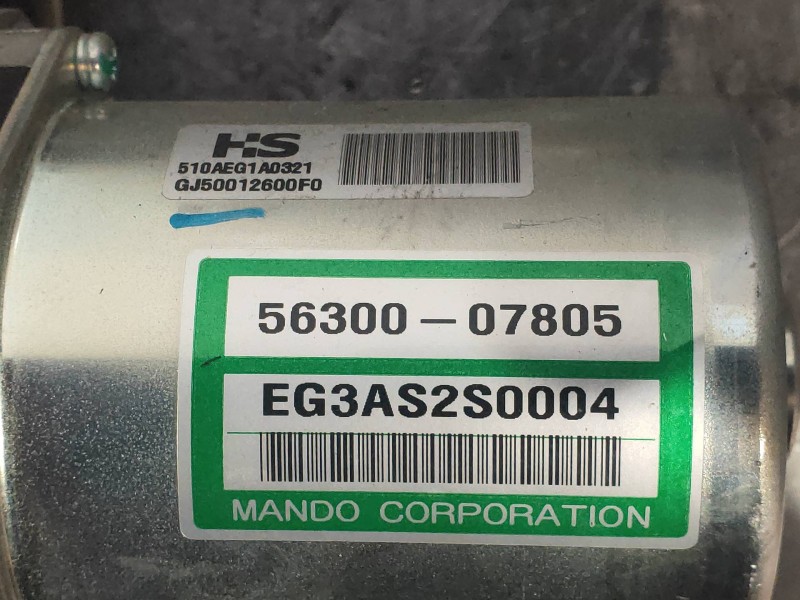 HS
510AEG1A0321
GJ50012600F0
56300-07805
EG3AS2S0004
MANDO CORPORATION